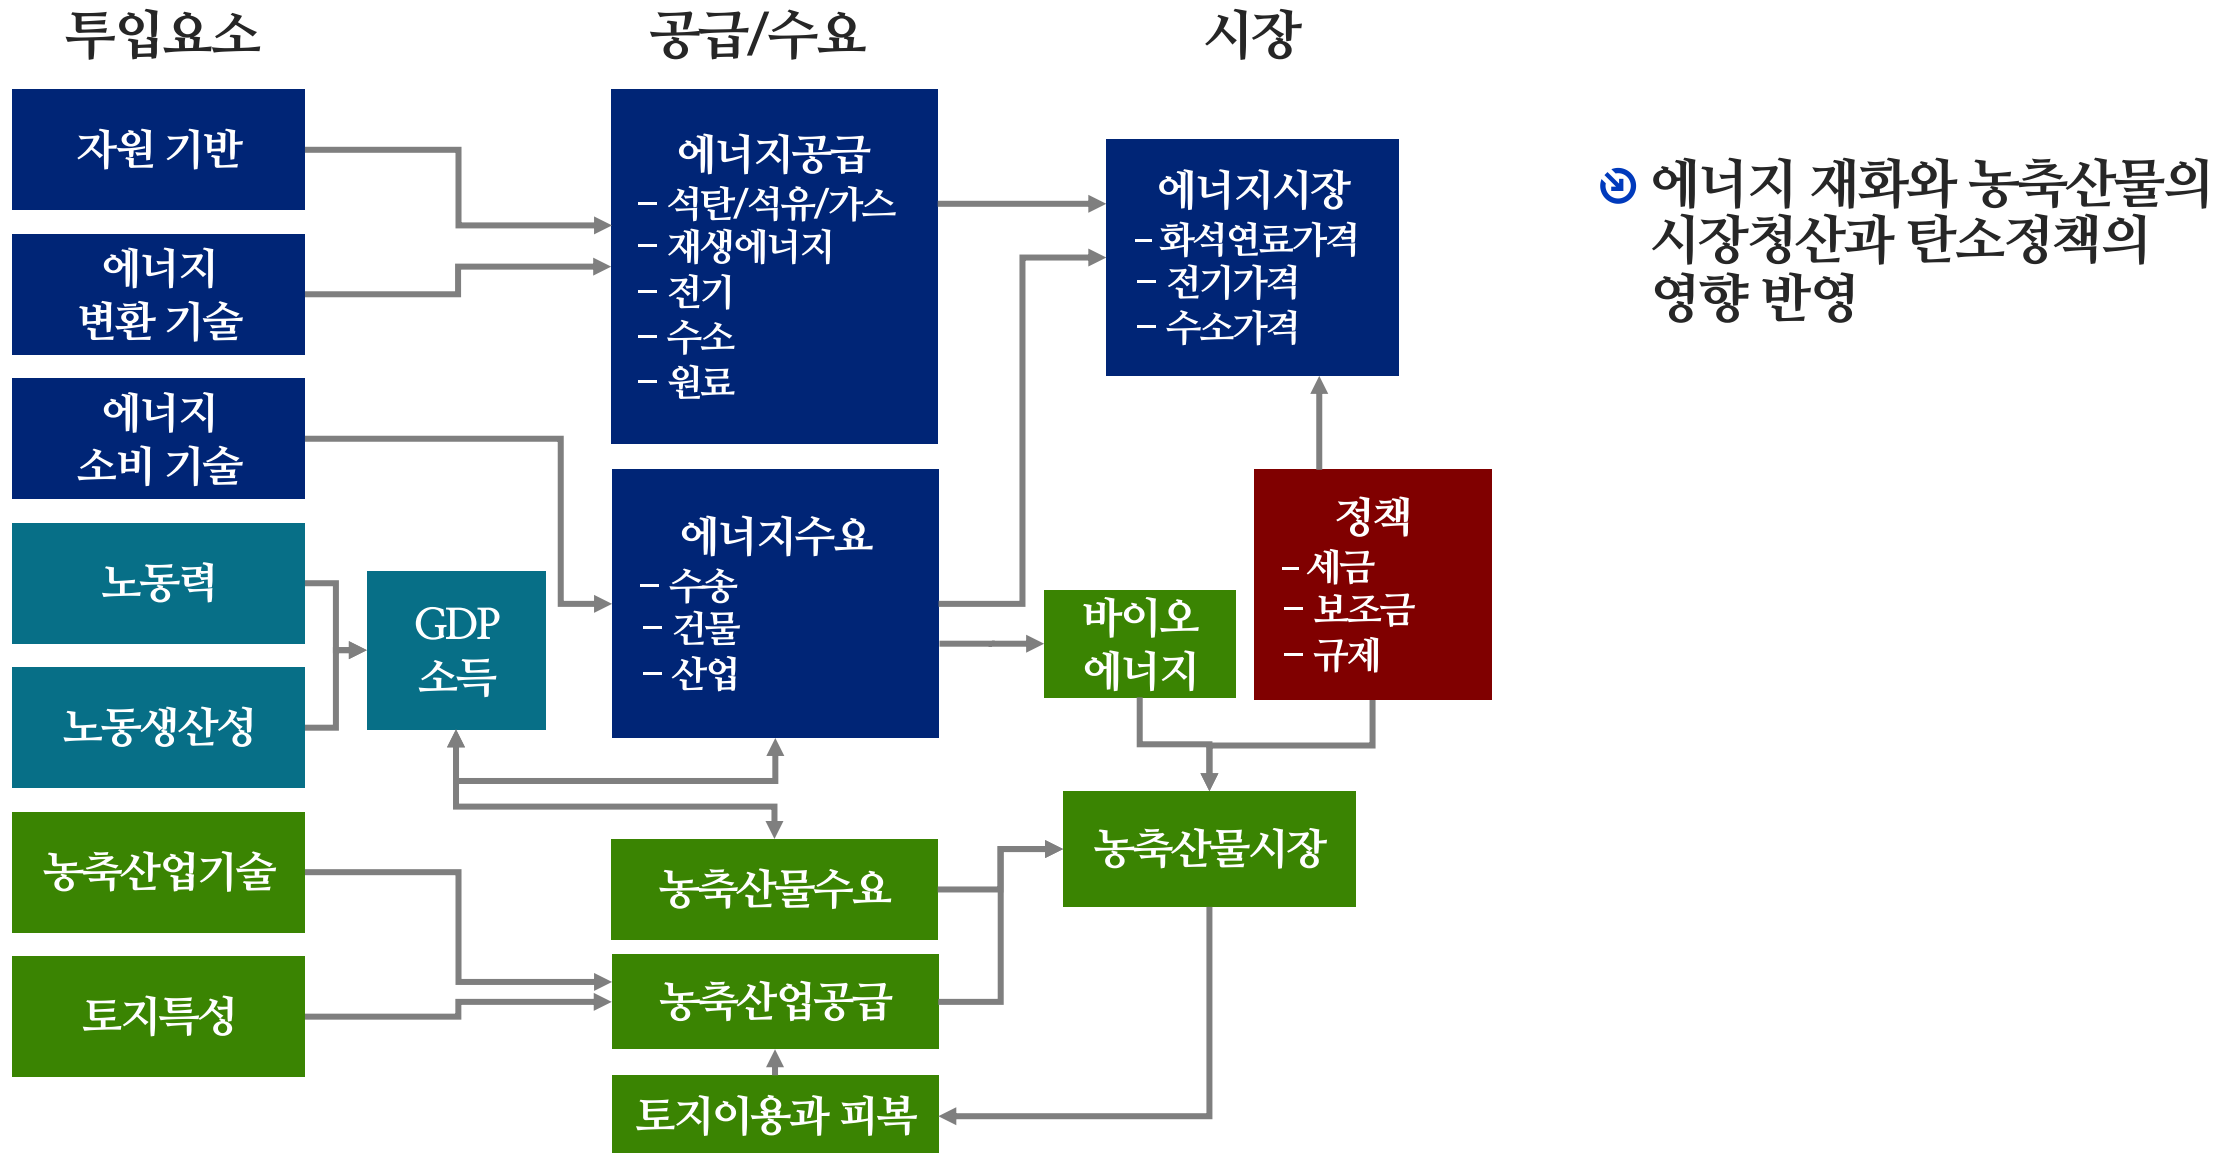 투입요소
공급/수요
시장
자원 기반
에너지
변환 기술
에너지
소비 기술
노동력
노동생산성
농축산업기술
토지특성
GDP
소득
에너지공급
– 석탄/석유/가스
– 재생에너지
– 전기
– 수소
– 원료
에너지수요
– 수송
– 건물
– 산업
농축산물수요
농축산업공급
토지이용과 피복
에너지시장
– 화석연료가격
– 전기가격
– 수소가격
정책
– 세금
– 보조금
– 규제
바이오
에너지
농축산물시장
에너지 재화와 농축산물의
시장청산과 탄소정책의
영향 반영